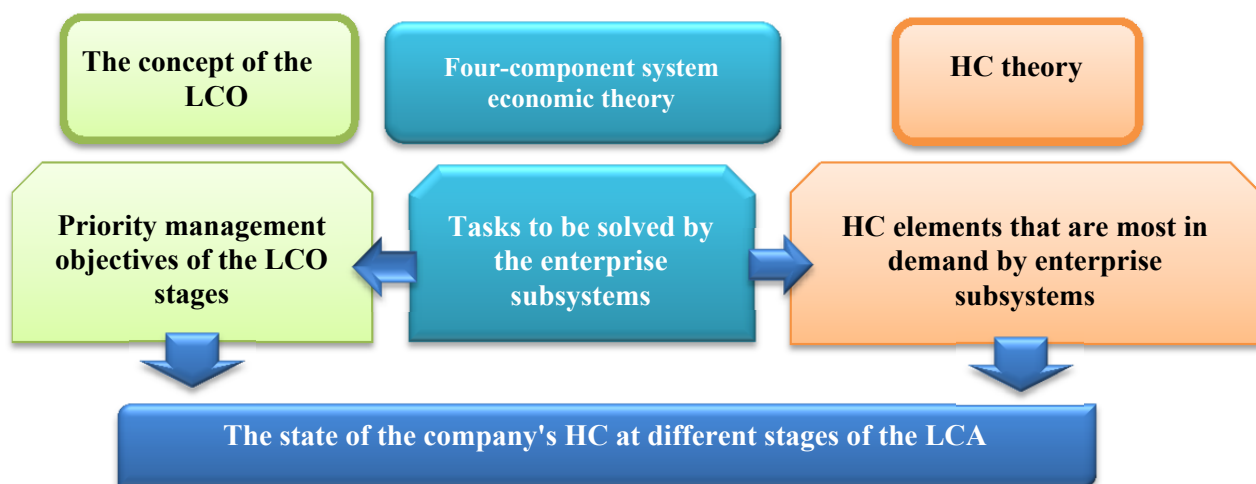 The concept of the
LCO
Four-component system
economic theory
HC theory
Priority management
objectives of the LCO
stages
Tasks to be solved by
the enterprise
subsystems
HC elements that are most in
demand by enterprise
subsystems
The state of the company's HC at different stages of the LCA